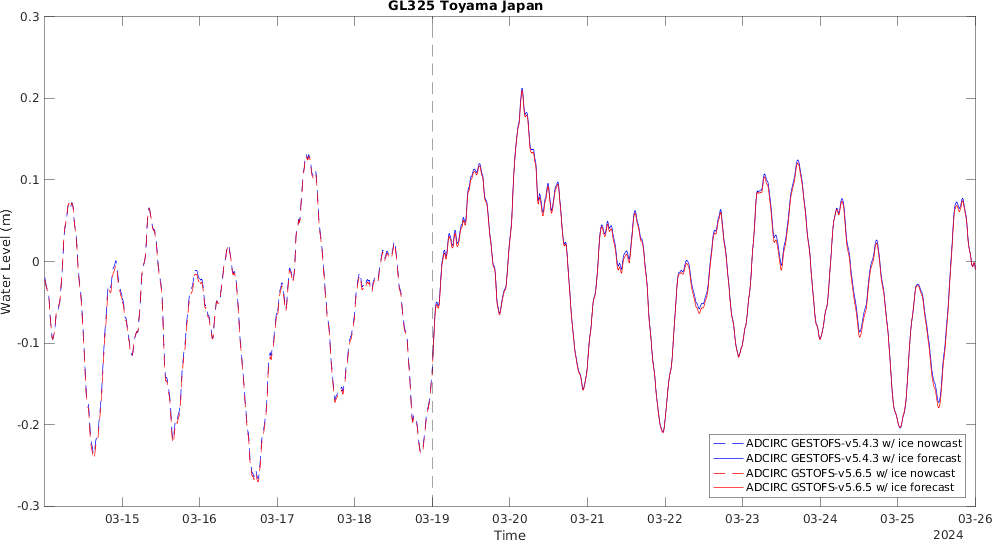 GL325 Toyama Japan
0.3
0.2
0.1
0
-0.1
-0.2
-0.3
Water Level (m)
03-15 03-16 03-17 03-18 03-19 03-20 03-21 03-22 03-23 03-24 03-25 03-26
Time
2024
ADCIRC GESTOFS-v5.4.3 w/ ice nowcast
ADCIRC GESTOFS-v5.4.3 w/ ice forecast
ADCIRC GSTOFS-v5.6.5 w/ ice nowcast
ADCIRC GSTOFS-v5.6.5 w/ ice forecast